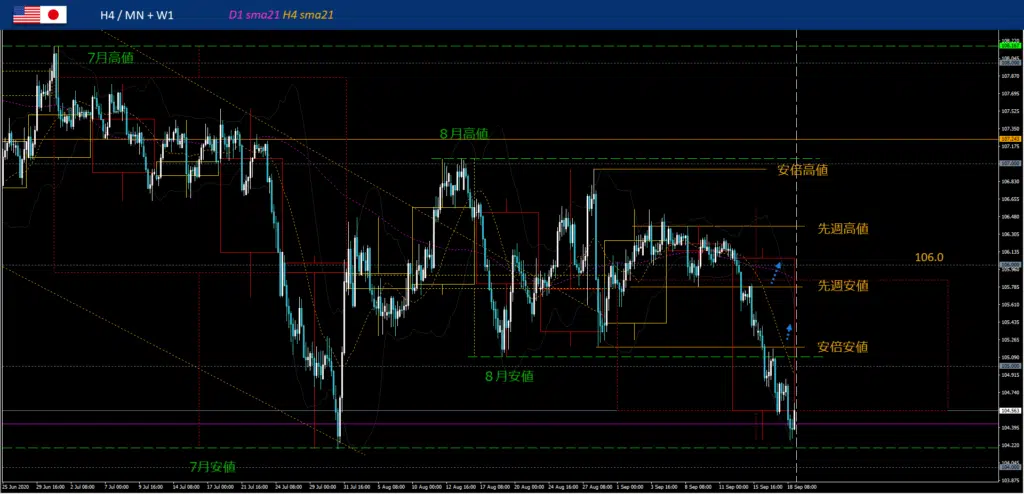 H4 / MN + W1
D1 sma21 H4 sma21
7月高値
8月高値
安倍高値
先週高値
106.0
先週安値
安倍安値
8月安値
7月安値
108.220
108.045
107.870
107.695
107.525
107.350
107.175
107.000
106.830
106.655
106.480
106.305
106.135
105.960
105.785
105.610
105.435
105.265
105.090
104.915
104.740
104.563
104.395
104.220
104.045
103.875
25 Jun 2020
29 Jun 16:00
2 Jul 08:00
7 Jul 00:00
9 Jul 16:00
14 Jul 08:00
17 Jul 00:00
21 Jul 16:00
24 Jul 08:00
29 Jul 00:00
31 Jul 16:00
5 Aug 08:00
10 Aug 00:00
12 Aug 16:00
17 Aug 08:00
20 Aug 00:00
24 Aug 16:00
27 Aug 08:00
1 Sep 00:00
3 Sep 16:00
8 Sep 08:00
11 Sep 00:00
15 Sep 16:00
18 Sep 08:00